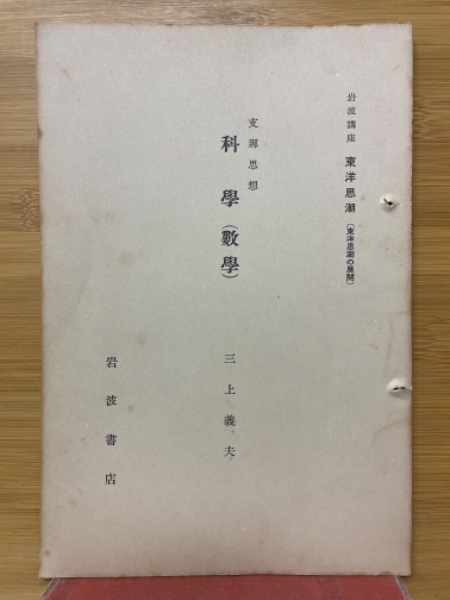 岩波講座 東洋思潮 〔東洋思潮の展開〕
支那思想
科學(數學)
三上義夫
岩波書店